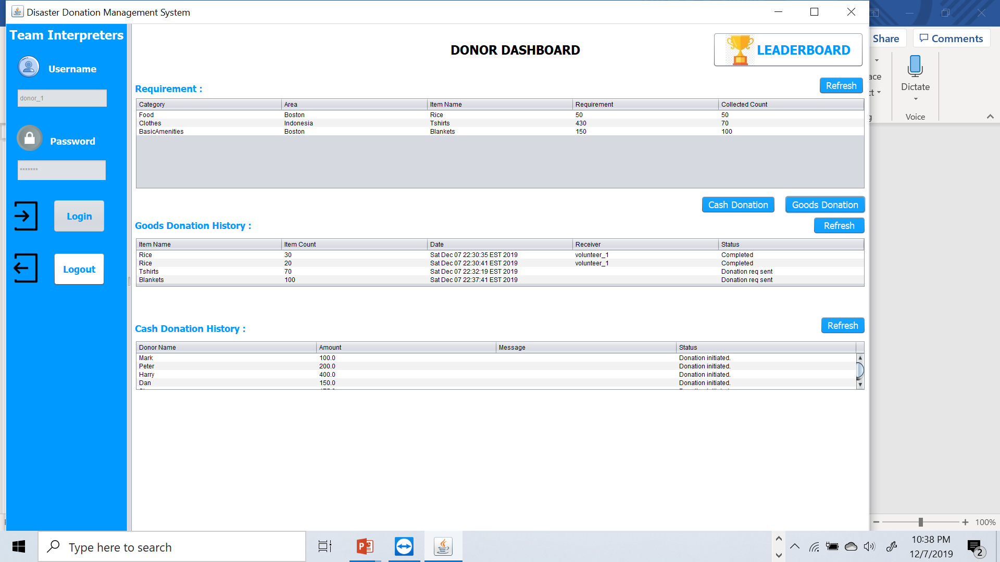 Disaster Donation Management System
Team Interpreters
Username
donor_1
Password
*******
Login
Logout
DONOR DASHBOARD
LEADERBOARD
Requirement :
Refresh
Category Area Item Name Requirement Collected Count
Food Boston Rice 50 50
Clothes Indonesia Tshirts 430 70
BasicAmenities Boston Blankets 150 100
Cash Donation Goods Donation
Goods Donation History :
Refresh
Item Name Item Count Date Receiver Status
Rice 30 Sat Dec 07 22:30:35 EST 2019 volunteer_1 Completed
Rice 20 Sat Dec 07 22:30:41 EST 2019 volunteer_1 Completed
Tshirts 70 Sat Dec 07 22:32:19 EST 2019 Donation req sent
Blankets 100 Sat Dec 07 22:37:41 EST 2019 Donation req sent
Cash Donation History :
Refresh
Donor Name Amount Message Status
Mark 100.0 Donation initiated.
Peter 200.0 Donation initiated.
Harry 400.0 Donation initiated.
Dan 150.0 Donation initiated.
Share Comments
Dictate
Voice
100%
Type here to search
10:38 PM
12/7/2019
2